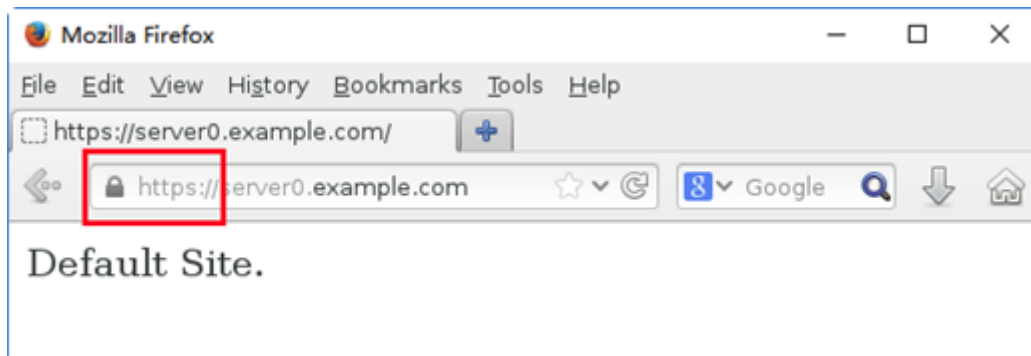 Mozilla Firefox
File Edit View History Bookmarks Tools Help
https://server0.example.com/
https://server0.example.com Google
Default Site.